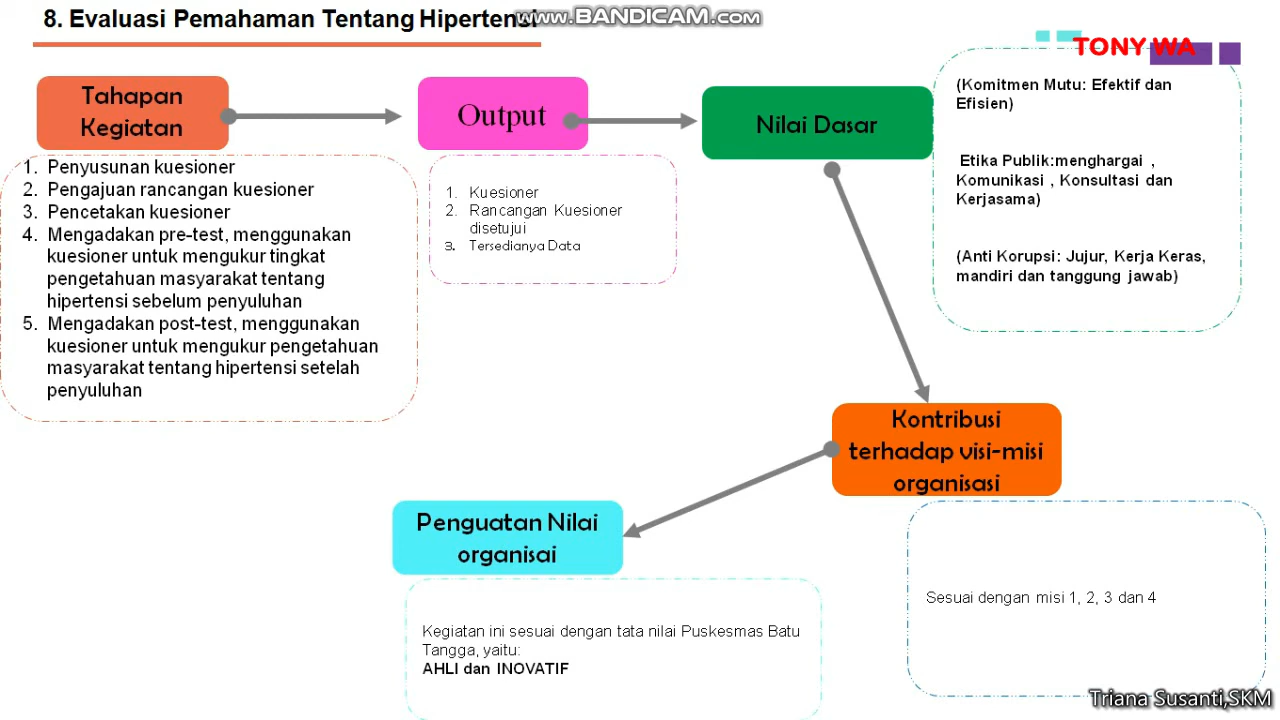 8. Evaluasi Pemahaman Tentang Hipertensi
www.BANDICAM.com
TONY WA
Tahapan
Kegiatan
1. Penyusunan kuesioner
2. Pengajuan rancangan kuesioner
3. Pencetakan kuesioner
4. Mengadakan pre-test, menggunakan
kuesioner untuk mengukur tingkat
pengetahuan masyarakat tentang
hipertensi sebelum penyuluhan
5. Mengadakan post-test, menggunakan
kuesioner untuk mengukur pengetahuan
masyarakat tentang hipertensi setelah
penyuluhan
Output
1. Kuesioner
2. Rancangan Kuesioner
disetujui
3. Tersedianya Data
Nilai Dasar
(Komitmen Mutu: Efektif dan
Efisien)
Etika Publik:menghargai ,
Komunikasi , Konsultasi dan
Kerjasama)
(Anti Korupsi: Jujur, Kerja Keras,
mandiri dan tanggung jawab)
Kontribusi
terhadap visi-misi
organisasi
Sesuai dengan misi 1, 2, 3 dan 4
Penguatan Nilai
organisai
Kegiatan ini sesuai dengan tata nilai Puskesmas Batu
Tangga, yaitu:
AHLI dan INOVATIF
Triana Susanti,SKM